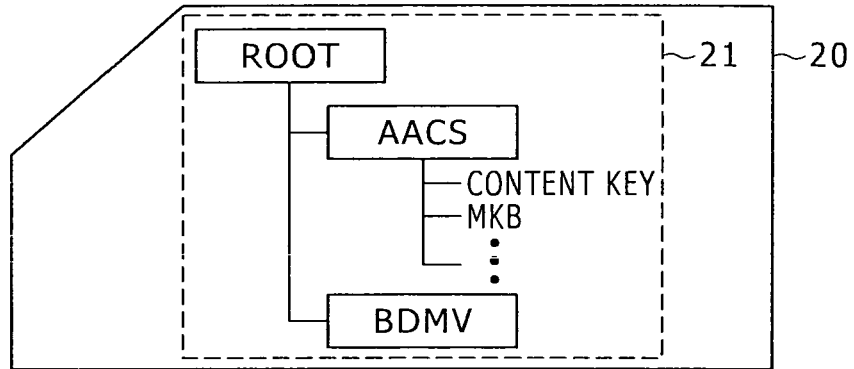 ROOT
21
20
AACS
CONTENT KEY
MKB
BDMV